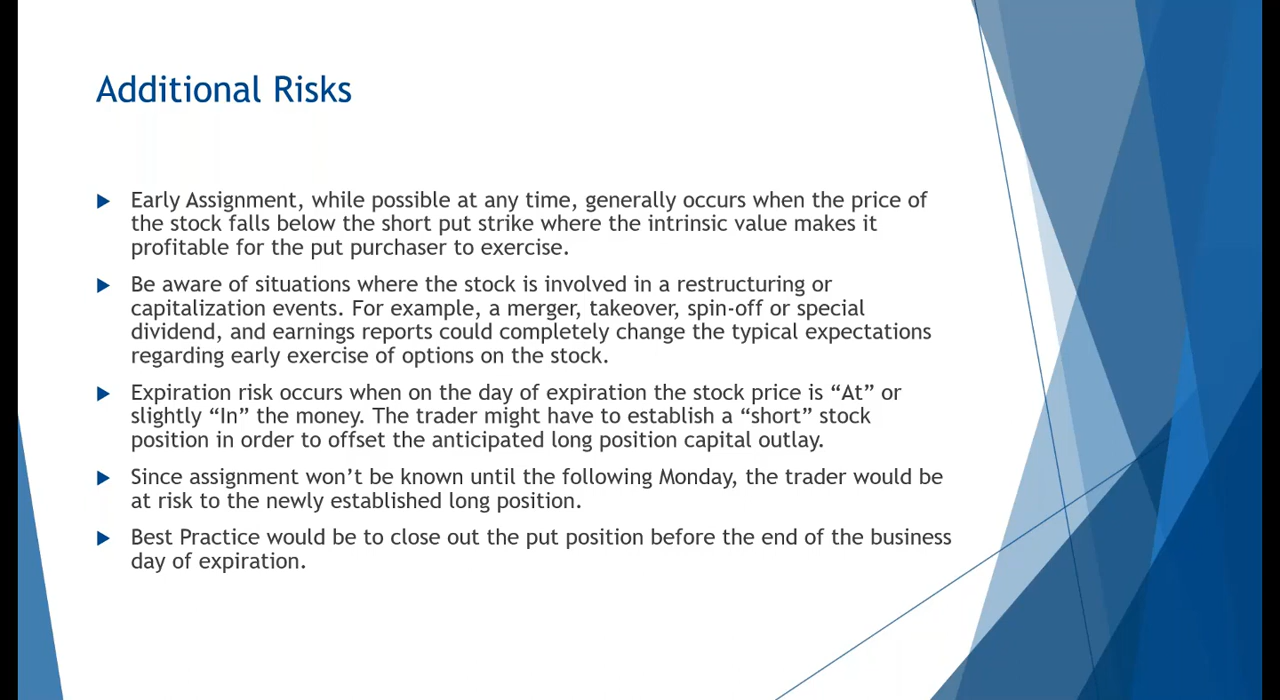 Additional Risks
Early Assignment, while possible at any time, generally occurs when the price of
the stock falls below the short put strike where the intrinsic value makes it
profitable for the put purchaser to exercise.
Be aware of situations where the stock is involved in a restructuring or
capitalization events. For example, a merger, takeover, spin-off or special
dividend, and earnings reports could completely change the typical expectations
regarding early exercise of options on the stock.
Expiration risk occurs when on the day of expiration the stock price is “At” or
slightly “In” the money. The trader might have to establish a “short” stock
position in order to offset the anticipated long position capital outlay.
Since assignment won’t be known until the following Monday, the trader would be
at risk to the newly established long position.
Best Practice would be to close out the put position before the end of the business
day of expiration.